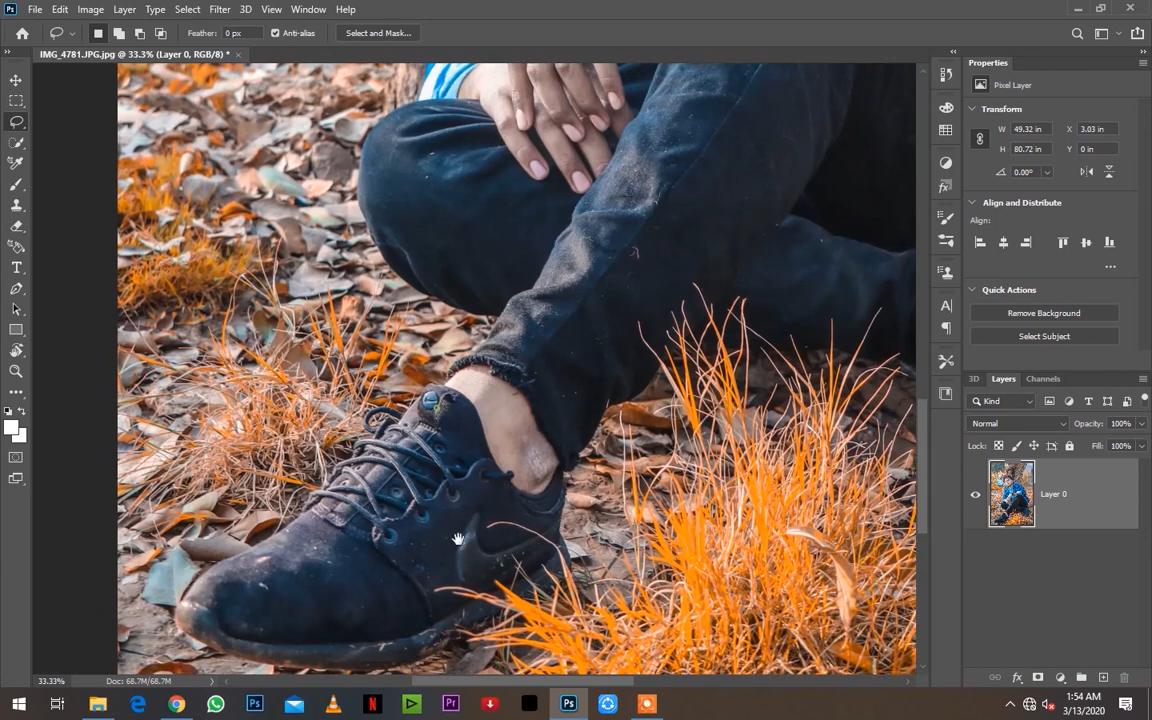 Ps File Edit Image Layer Type Select Filter 3D View Window Help
Feather: 0 px Anti-alias Select and Mask...
IMG_4781.JPG.jpg @ 33.3% (Layer 0, RGB/8) * ×
Properties
Pixel Layer
Transform
W 49.32 in X 3.03 in
H 80.72 in Y 0 in
0.00°
Align and Distribute
Align:
Quick Actions
Remove Background
Select Subject
3D Layers Channels
Kind
Normal Opacity: 100%
Lock: Fill: 100%
Layer 0
33.33% Doc: 68.7M/68.7M
1:54 AM
3/13/2020